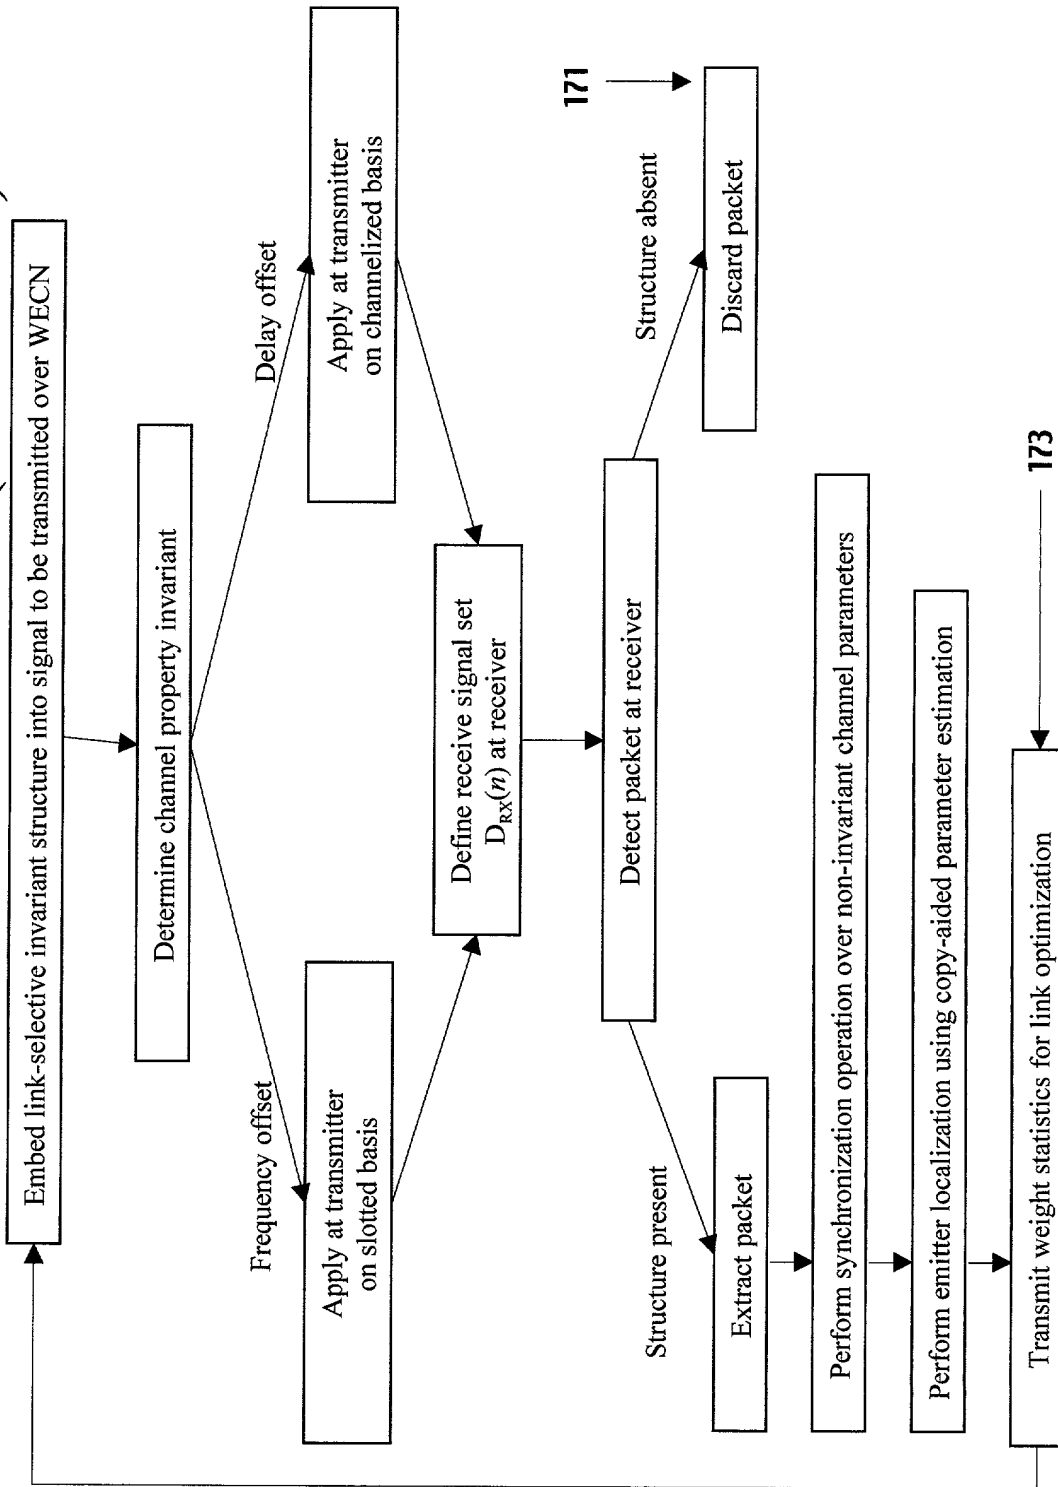 Embed link-selective invariant structure into signal to be transmitted over WECN
Determine channel property invariant
Frequency offset
Delay offset
Apply at transmitter
on slotted basis
Apply at transmitter
on channelized basis
Define receive signal set
D_RX(n) at receiver
Detect packet at receiver
Structure present
Structure absent
171
Extract packet
Discard packet
Perform synchronization operation over non-invariant channel parameters
Perform emitter localization using copy-aided parameter estimation
Transmit weight statistics for link optimization
173